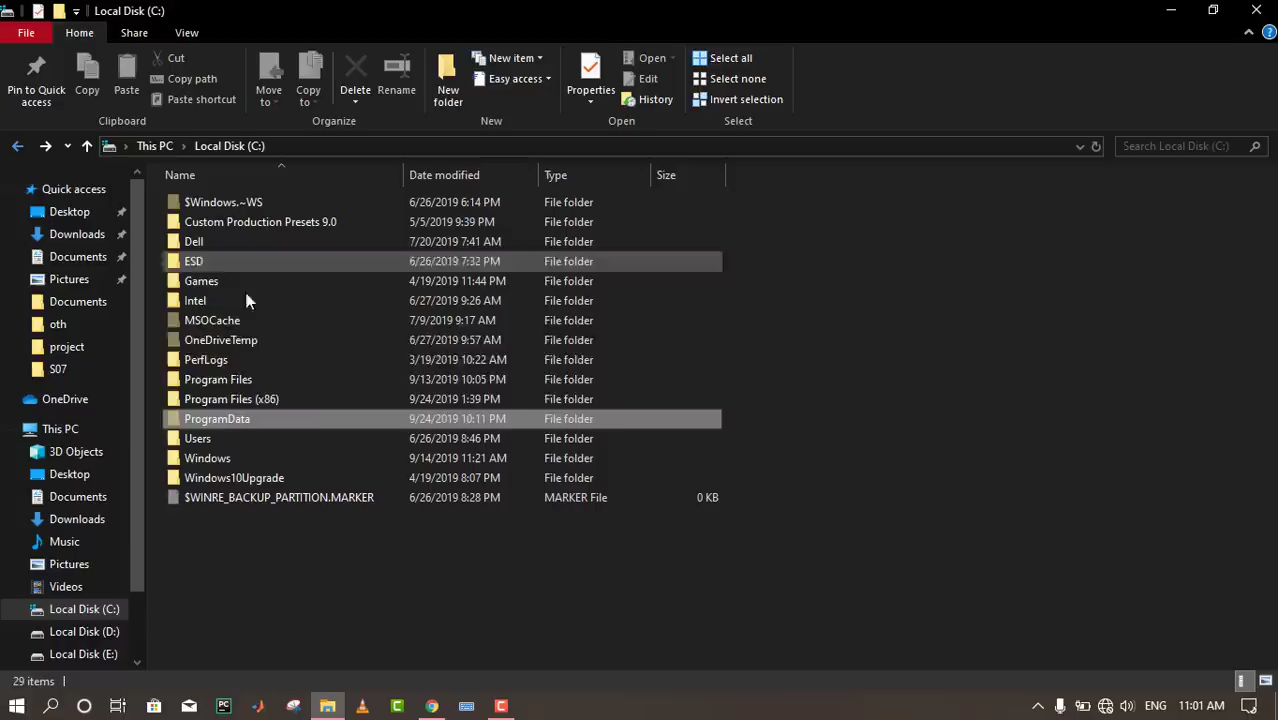 Local Disk (C:)
File Home Share View
Pin to Quick access
Copy
Paste
Cut
Copy path
Paste shortcut
Clipboard
Move to
Copy to
Delete
Rename
Organize
New folder
New item
Easy access
New
Properties
Open
Edit
History
Open
Select all
Select none
Invert selection
Select
This PC > Local Disk (C:)
Search Local Disk (C:)
Name Date modified Type Size
Quick access
Desktop
Downloads
Documents
Pictures
Documents
oth
project
S07
OneDrive
This PC
3D Objects
Desktop
Documents
Downloads
Music
Pictures
Videos
Local Disk (C:)
Local Disk (D:)
Local Disk (E:)
$Windows.~WS 6/26/2019 6:14 PM File folder
Custom Production Presets 9.0 5/5/2019 9:39 PM File folder
Dell 7/20/2019 7:41 AM File folder
ESD 6/26/2019 7:32 PM File folder
Games 4/19/2019 11:44 PM File folder
Intel 6/27/2019 9:26 AM File folder
MSOCache 7/9/2019 9:17 AM File folder
OneDriveTemp 6/27/2019 9:57 AM File folder
PerfLogs 3/19/2019 10:22 AM File folder
Program Files 9/13/2019 10:05 PM File folder
Program Files (x86) 9/24/2019 1:39 PM File folder
ProgramData 9/24/2019 10:11 PM File folder
Users 6/26/2019 8:46 PM File folder
Windows 9/14/2019 11:21 AM File folder
Windows10Upgrade 4/19/2019 8:07 PM File folder
$WINRE_BACKUP_PARTITION.MARKER 6/26/2019 8:28 PM MARKER File 0 KB
29 items
PC
C
C
11:01 AM